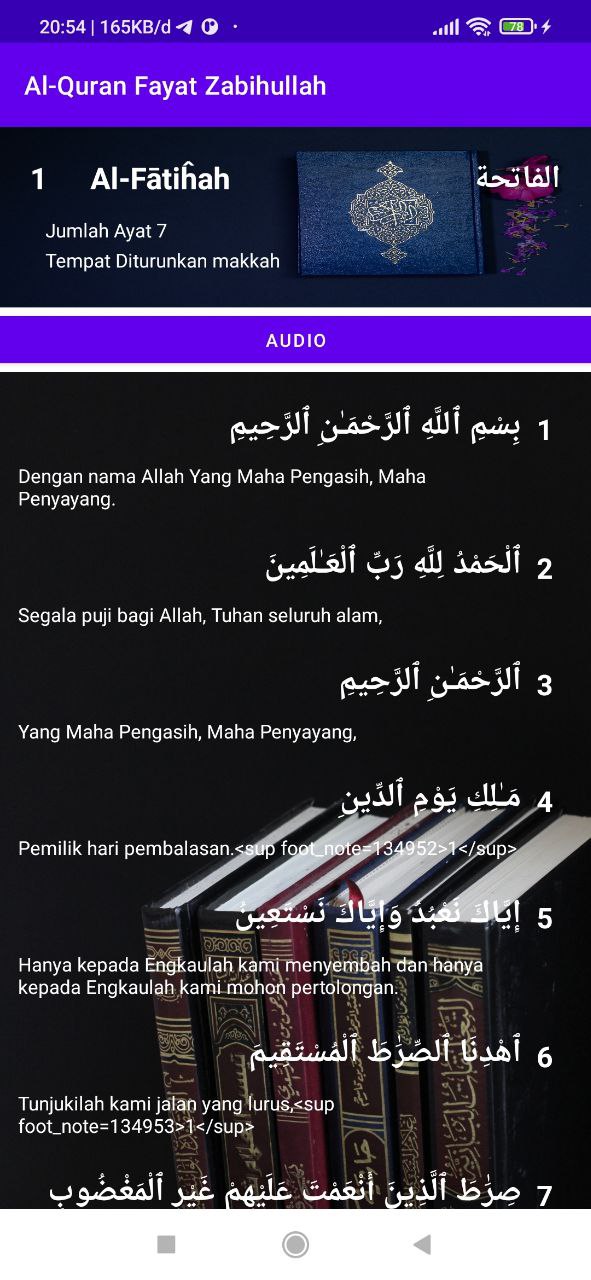 20:54 | 165KB/d
78
Al-Quran Fayat Zabihullah
1 Al-Fātiĥah الفاتحة
Jumlah Ayat 7
Tempat Diturunkan makkah
AUDIO
1 بِسْمِ ٱللَّهِ ٱلرَّحْمَـٰنِ ٱلرَّحِيمِ
Dengan nama Allah Yang Maha Pengasih, Maha
Penyayang.
2 ٱلْحَمْدُ لِلَّهِ رَبِّ ٱلْعَـٰلَمِينَ
Segala puji bagi Allah, Tuhan seluruh alam,
3 ٱلرَّحْمَـٰنِ ٱلرَّحِيمِ
Yang Maha Pengasih, Maha Penyayang,
4 مَـٰلِكِ يَوْمِ ٱلدِّينِ
Pemilik hari pembalasan.<sup foot_note=134952>1</sup>
5 إِيَّاكَ نَعْبُدُ وَإِيَّاكَ نَسْتَعِينُ
Hanya kepada Engkaulah kami menyembah dan hanya
kepada Engkaulah kami mohon pertolongan.
6 ٱهْدِنَا ٱلصِّرَٰطَ ٱلْمُسْتَقِيمَ
Tunjukilah kami jalan yang lurus,<sup
foot_note=134953>1</sup>
7 صِرَٰطَ ٱلَّذِينَ أَنْعَمْتَ عَلَيْهِمْ غَيْرِ ٱلْمَغْضُوبِ